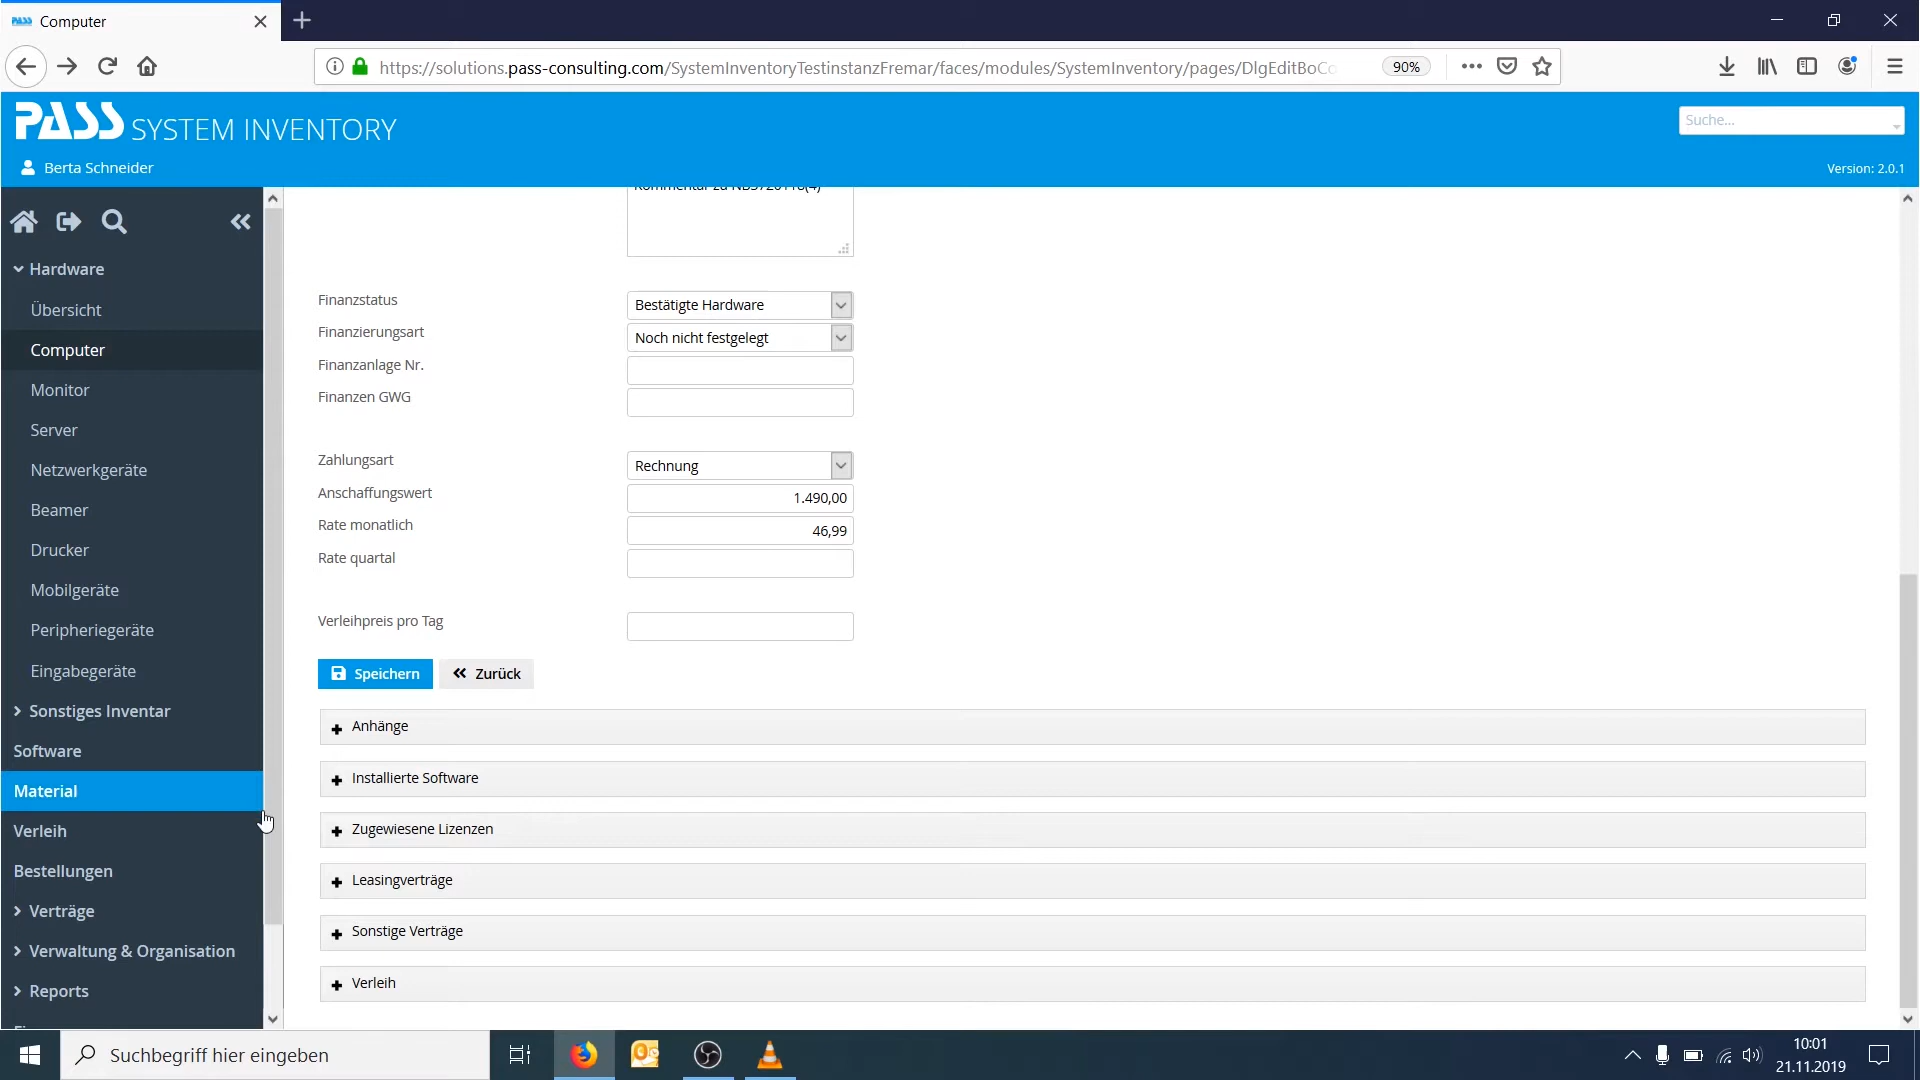 Computer
https://solutions.pass-consulting.com/SystemInventoryTestinstanzFremar/faces/modules/SystemInventory/pages/DlgEditBoCo
90%
PASS SYSTEM INVENTORY
Suche...
Berta Schneider
Version: 2.0.1
Hardware
Übersicht
Computer
Monitor
Server
Netzwerkgeräte
Beamer
Drucker
Mobilgeräte
Peripheriegeräte
Eingabegeräte
Sonstiges Inventar
Software
Material
Verleih
Bestellungen
Verträge
Verwaltung & Organisation
Reports
Finanzstatus
Bestätigte Hardware
Finanzierungsart
Noch nicht festgelegt
Finanzanlage Nr.
Finanzen GWG
Zahlungsart
Rechnung
Anschaffungswert
1.490,00
Rate monatlich
46,99
Rate quartal
Verleihpreis pro Tag
Speichern
Zurück
Anhänge
Installierte Software
Zugewiesene Lizenzen
Leasingverträge
Sonstige Verträge
Verleih
Suchbegriff hier eingeben
10:01
21.11.2019